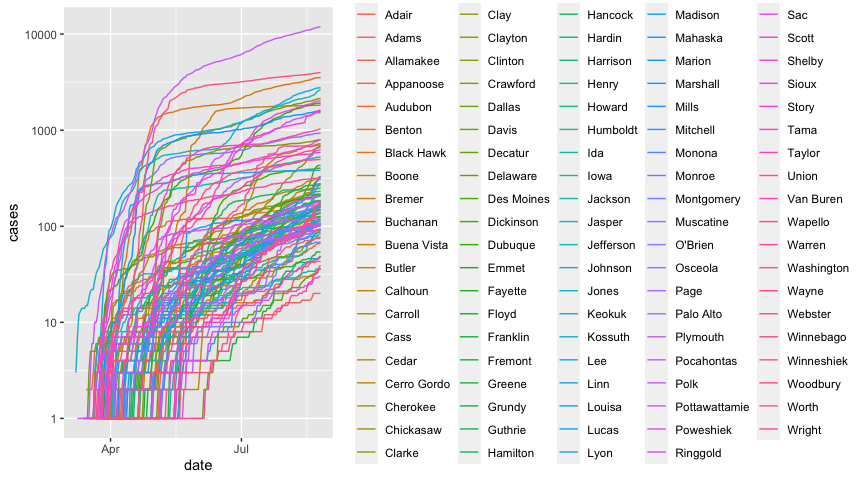 10000
1000
100
10
1
cases
Apr
Jul
date
Adair
Adams
Allamakee
Appanoose
Audubon
Benton
Black Hawk
Boone
Bremer
Buchanan
Buena Vista
Butler
Calhoun
Carroll
Cass
Cedar
Cerro Gordo
Cherokee
Chickasaw
Clarke
Clay
Clayton
Clinton
Crawford
Dallas
Davis
Decatur
Delaware
Des Moines
Dickinson
Dubuque
Emmet
Fayette
Floyd
Franklin
Fremont
Greene
Grundy
Guthrie
Hamilton
Hancock
Hardin
Harrison
Henry
Howard
Humboldt
Ida
Iowa
Jackson
Jasper
Jefferson
Johnson
Jones
Keokuk
Kossuth
Lee
Linn
Louisa
Lucas
Lyon
Madison
Mahaska
Marion
Marshall
Mills
Mitchell
Monona
Monroe
Montgomery
Muscatine
O'Brien
Osceola
Page
Palo Alto
Plymouth
Pocahontas
Polk
Pottawattamie
Poweshiek
Ringgold
Sac
Scott
Shelby
Sioux
Story
Tama
Taylor
Union
Van Buren
Wapello
Warren
Washington
Wayne
Webster
Winnebago
Winneshiek
Woodbury
Worth
Wright